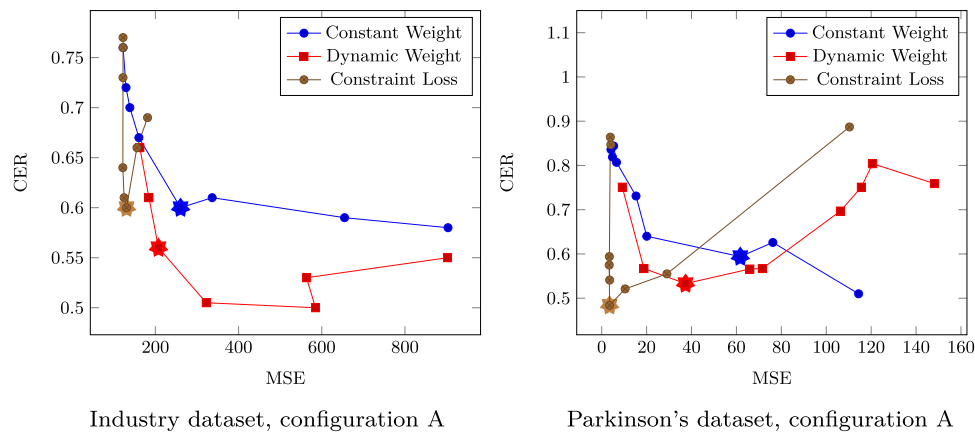 Constant Weight
Dynamic Weight
Constraint Loss
0.75
0.7
0.65
0.6
0.55
0.5
CER
200 400 600 800
MSE
Industry dataset, configuration A
Constant Weight
Dynamic Weight
Constraint Loss
1.1
1
0.9
0.8
0.7
0.6
0.5
CER
0 20 40 60 80 100 120 140 160
MSE
Parkinson's dataset, configuration A